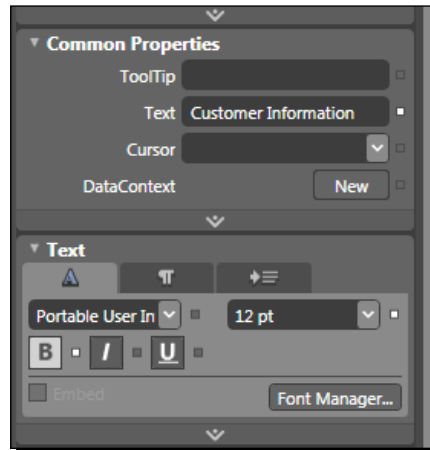 Common Properties
ToolTip
Text Customer Information
Cursor
DataContext New
Text
A ¶
Portable User In 12 pt
B I U
Embed Font Manager...